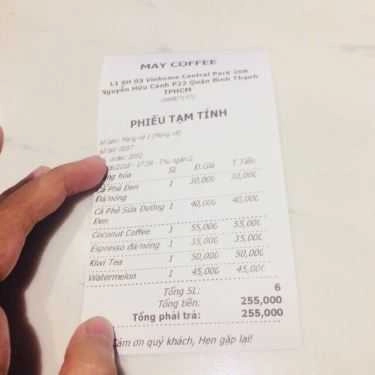 MAY COFFEE
L1 SH 03 Vinhome Central Park 208
Nguyễn Hữu Cảnh P22 Quận Bình Thạnh
TPHCM
PHIẾU TẠM TÍNH
SL Đ.Giá T.Tiền
Cà Phê Đen 1 30,000 30,000
Đá/nóng
Cà Phê Sữa Đường 1 40,000 40,000
Đen
Coconut Coffee 1 55,000 55,000
Espresso đá/nóng 1 35,000 35,000
Kiwi Tea 1 50,000 50,000
Watermelon 1 45,000 45,000
Tổng SL: 6
Tổng tiền: 255,000
Tổng phải trả: 255,000
Cảm ơn quý khách, Hẹn gặp lại!